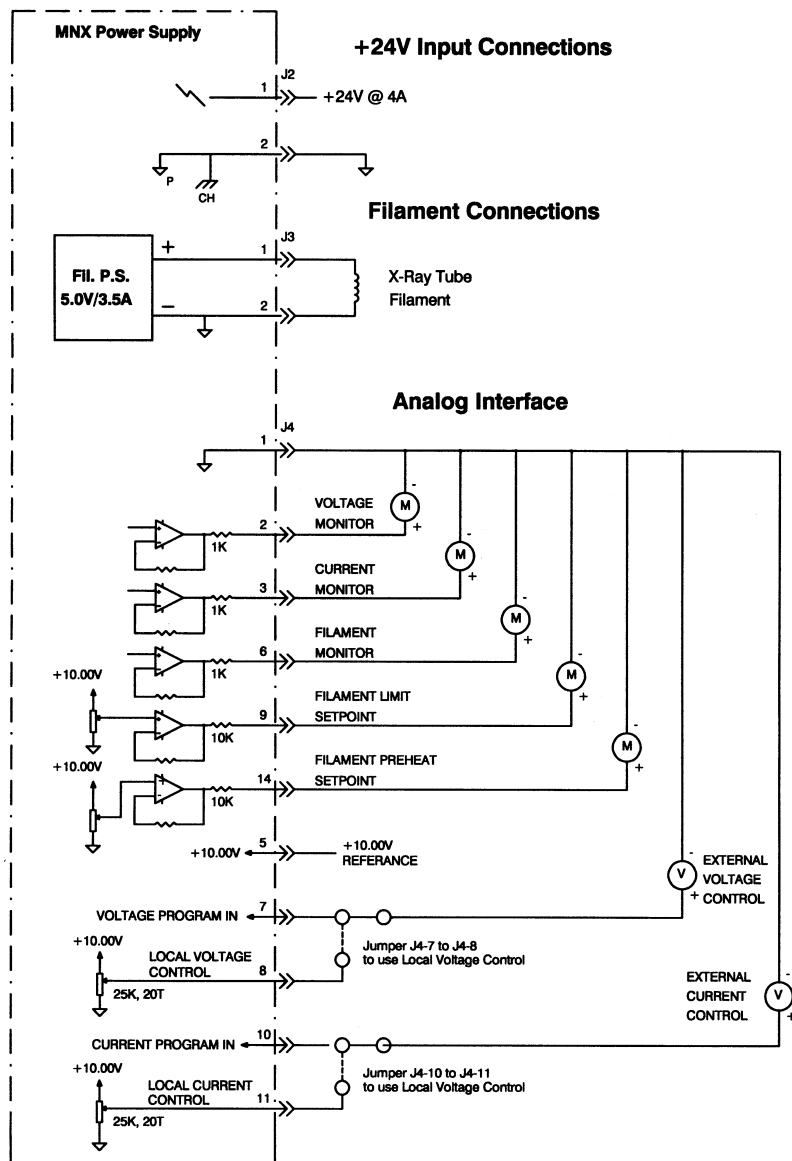 MNX Power Supply
+24V Input Connections
J2
1
+24V @ 4A
2
P
CH
Filament Connections
J3
Fil. P.S.
5.0V/3.5A
+
1
−
2
X-Ray Tube
Filament
Analog Interface
J4
1
2
1K
VOLTAGE
MONITOR
-
M
+
3
1K
CURRENT
MONITOR
-
M
+
6
1K
FILAMENT
MONITOR
-
M
+
+10.00V
9
10K
FILAMENT LIMIT
SETPOINT
-
M
+
+10.00V
14
10K
FILAMENT PREHEAT
SETPOINT
-
M
+
+10.00V
5
+10.00V
REFERANCE
-
V
+
EXTERNAL
VOLTAGE
CONTROL
VOLTAGE PROGRAM IN
7
+10.00V
LOCAL VOLTAGE
CONTROL
8
25K, 20T
Jumper J4-7 to J4-8
to use Local Voltage Control
EXTERNAL
CURRENT
CONTROL
-
V
+
CURRENT PROGRAM IN
10
+10.00V
LOCAL CURRENT
CONTROL
11
25K, 20T
Jumper J4-10 to J4-11
to use Local Voltage Control